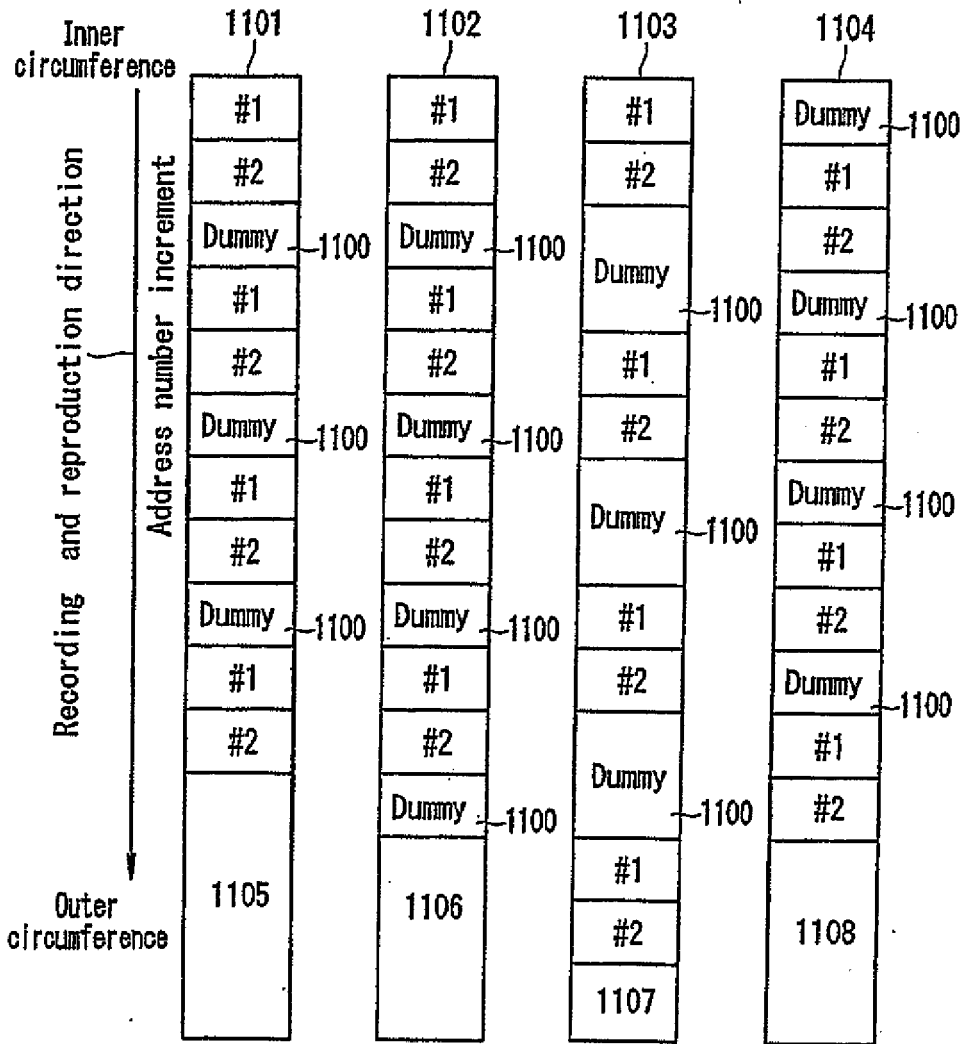 Inner
circumference
Recording and reproduction direction
Address number increment
Outer
circumference
1101
#1
#2
Dummy 1100
#1
#2
Dummy 1100
#1
#2
Dummy 1100
#1
#2
1105
1102
#1
#2
Dummy 1100
#1
#2
Dummy 1100
#1
#2
Dummy 1100
#1
#2
Dummy 1100
1106
1103
#1
#2
Dummy 1100
#1
#2
Dummy 1100
#1
#2
Dummy 1100
#1
#2
1107
1104
Dummy 1100
#1
#2
Dummy 1100
#1
#2
Dummy 1100
#1
#2
Dummy 1100
#1
#2
1108